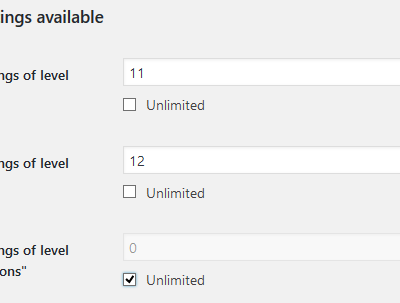 ings available
ngs of level
11
Unlimited
ngs of level
12
Unlimited
ngs of level
ons"
0
Unlimited